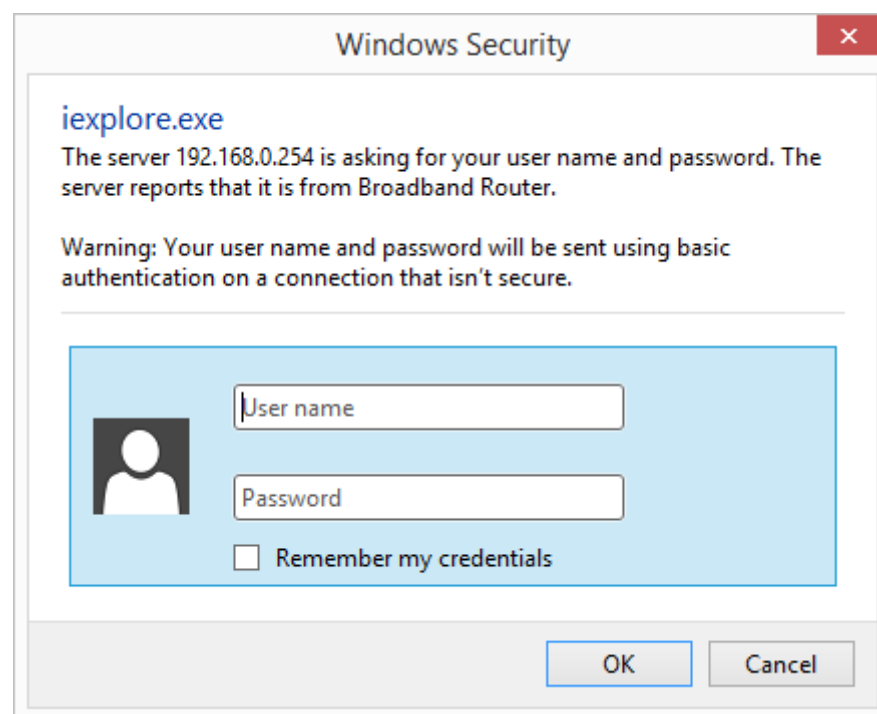 Windows Security
iexplore.exe
The server 192.168.0.254 is asking for your user name and password. The
server reports that it is from Broadband Router.
Warning: Your user name and password will be sent using basic
authentication on a connection that isn't secure.
User name
Password
Remember my credentials
OK
Cancel